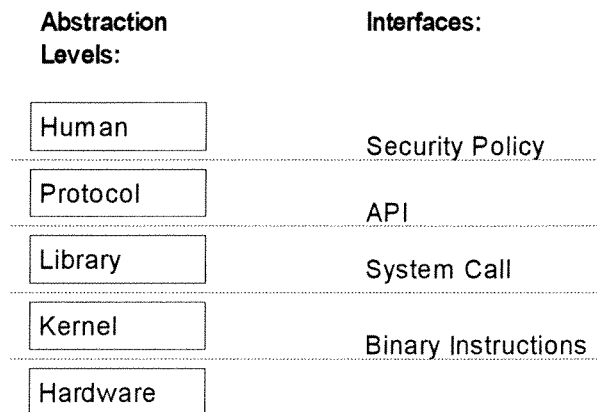 Abstraction
Levels:
Interfaces:
Human
Security Policy
Protocol
API
Library
System Call
Kernel
Binary Instructions
Hardware